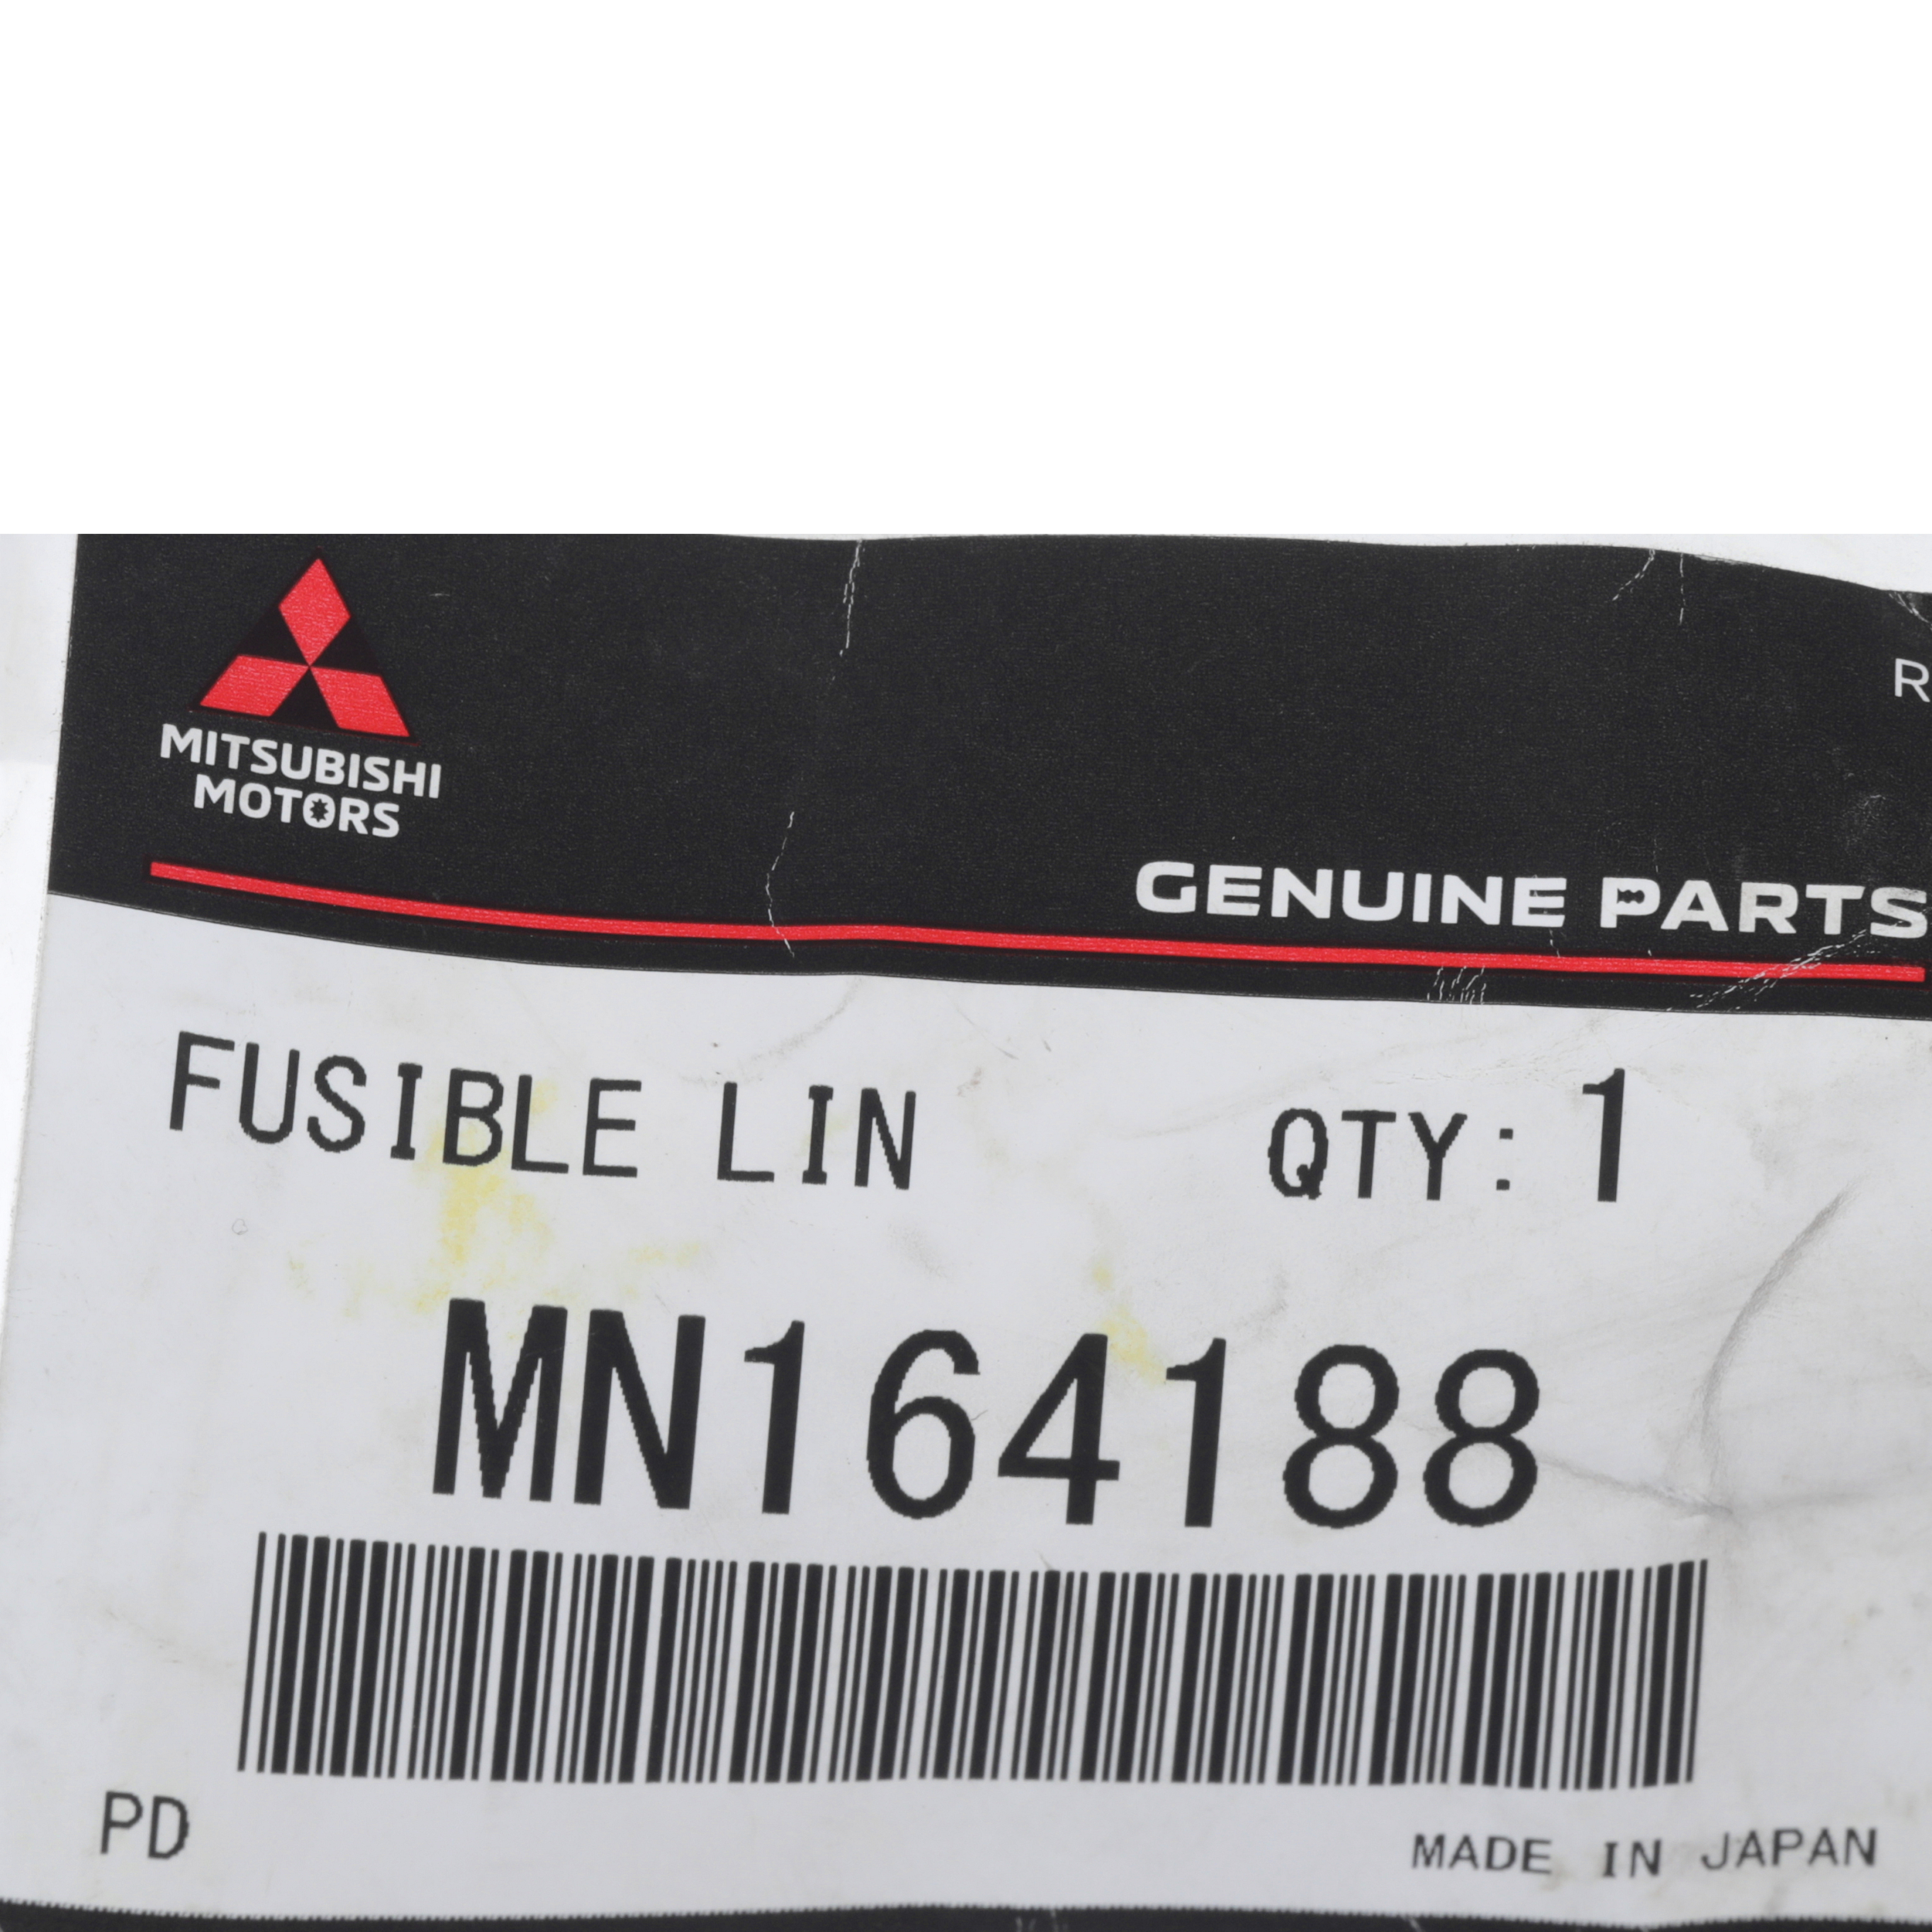 R
MITSUBISHI
MOTORS
GENUINE PARTS
FUSIBLE LIN QTY: 1
MN164188
PD
MADE IN JAPAN